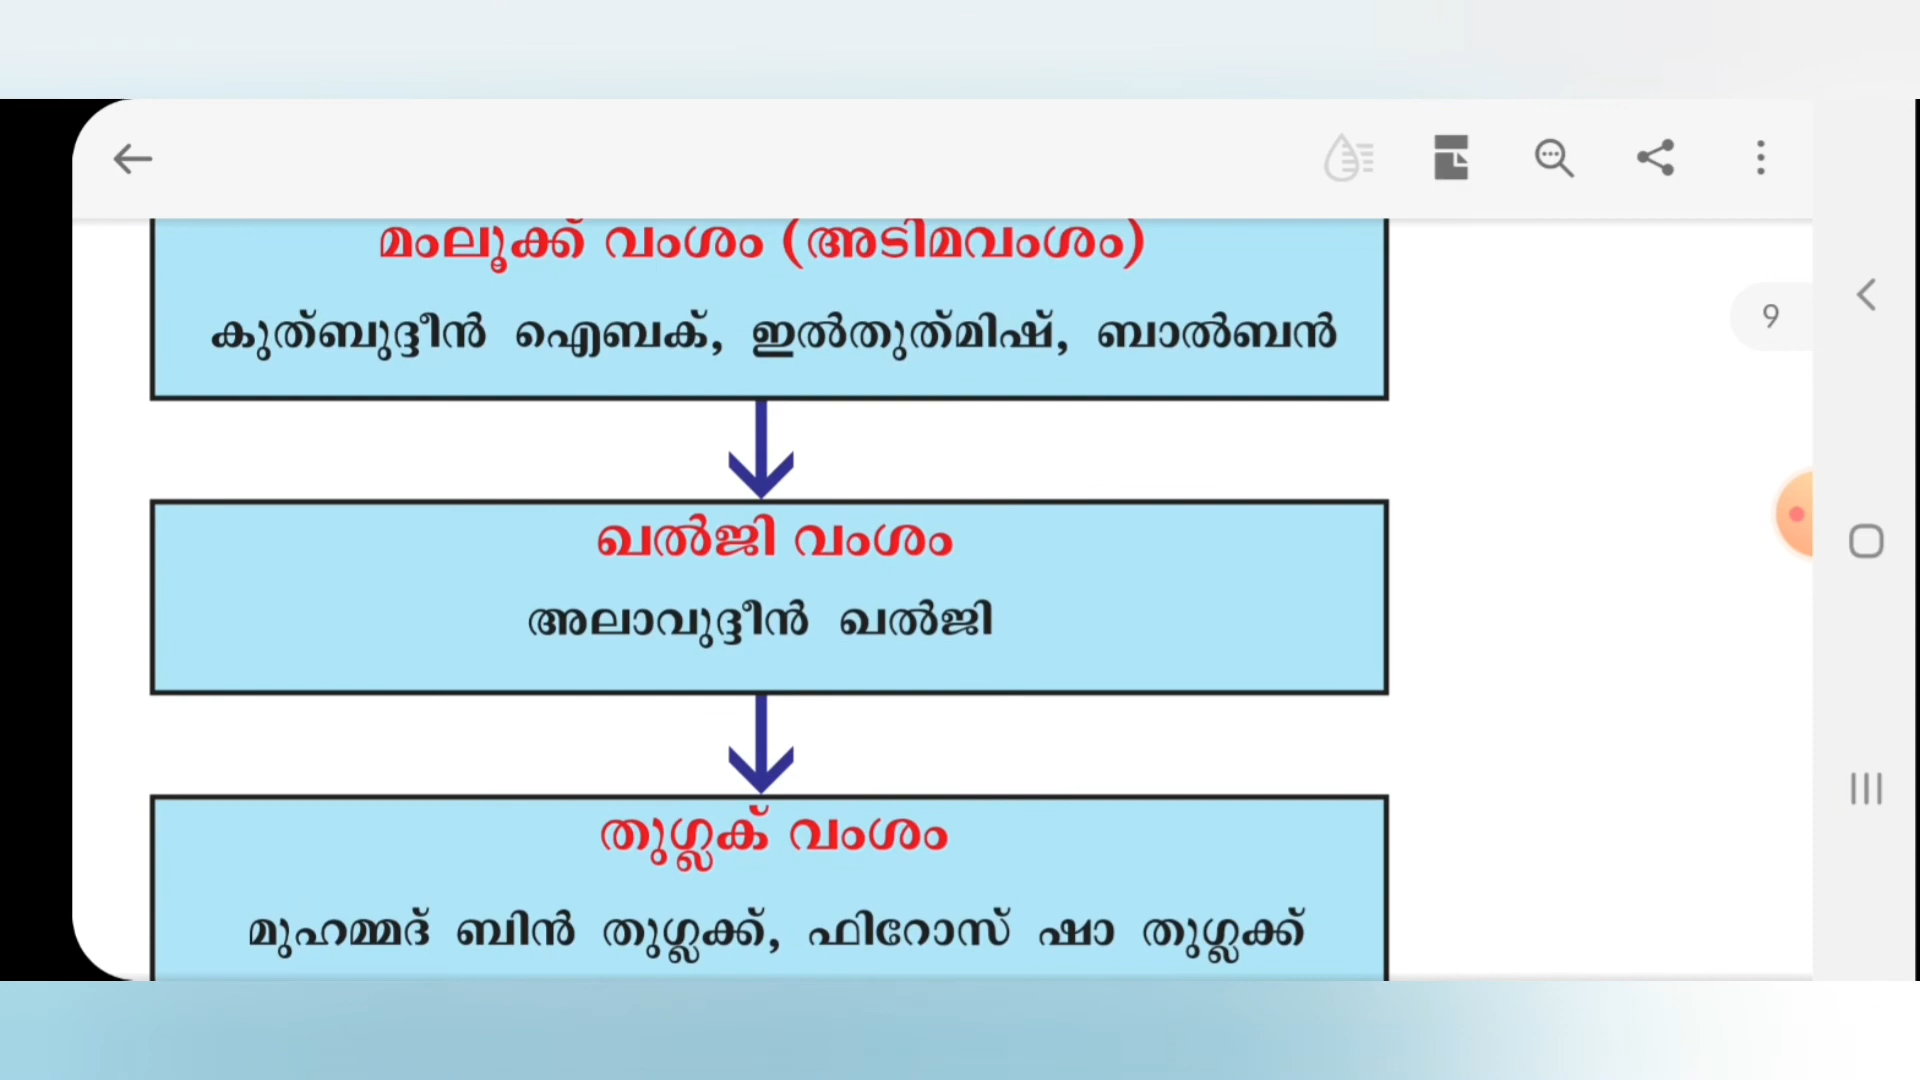 മംലൂക്ക് വംശം (അടിമവംശം)
കുത്ബുദ്ദീൻ ഐബക്, ഇൽതുത്മിഷ്, ബാൽബൻ
9
ഖൽജി വംശം
അലാവുദ്ദീൻ ഖൽജി
തുഗ്ലക് വംശം
മുഹമ്മദ് ബിൻ തുഗ്ലക്ക്, ഫിറോസ് ഷാ തുഗ്ലക്ക്